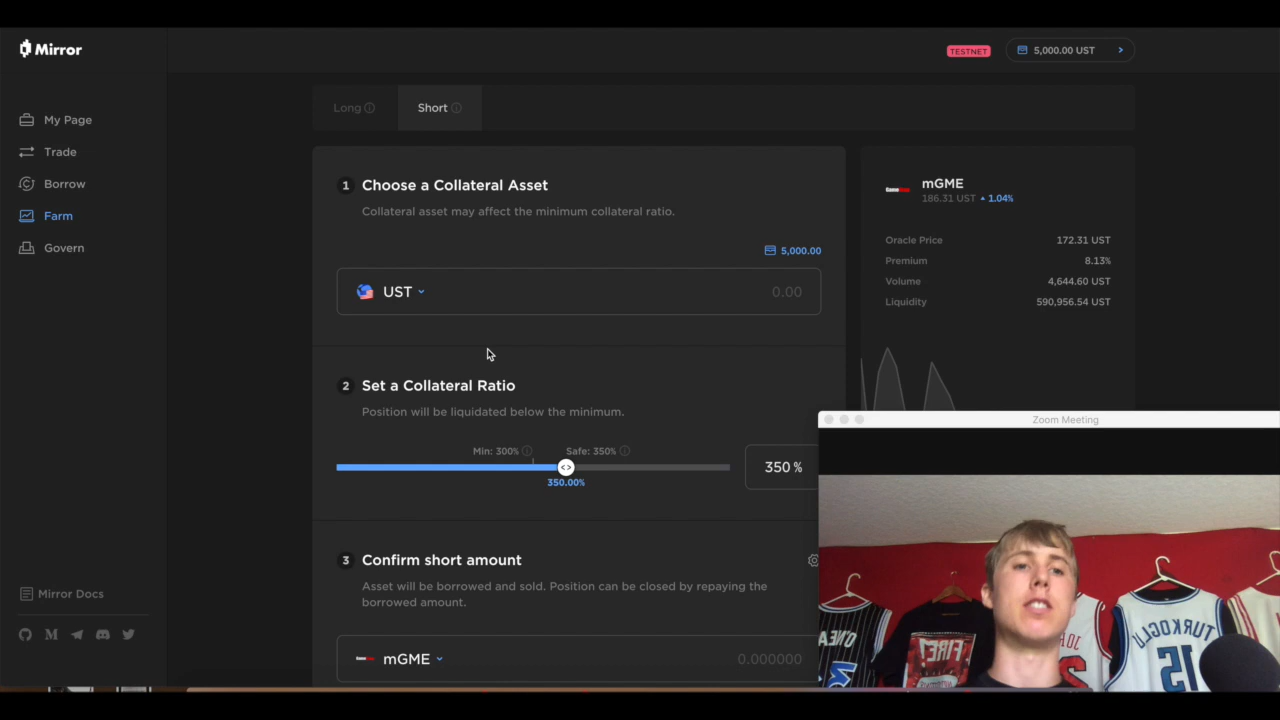 Mirror
TESTNET
5,000.00 UST
My Page
Trade
Borrow
Farm
Govern
Mirror Docs
Long
Short
1 Choose a Collateral Asset
Collateral asset may affect the minimum collateral ratio.
5,000.00
UST 0.00
2 Set a Collateral Ratio
Position will be liquidated below the minimum.
Min: 300% Safe: 350%
350.00%
350 %
3 Confirm short amount
Asset will be borrowed and sold. Position can be closed by repaying the
borrowed amount.
mGME 0.000000
mGME
186.31 UST 1.04%
Oracle Price 172.31 UST
Premium 8.13%
Volume 4,644.60 UST
Liquidity 590,956.54 UST
Zoom Meeting
FIRE!
TURKOGLU
15